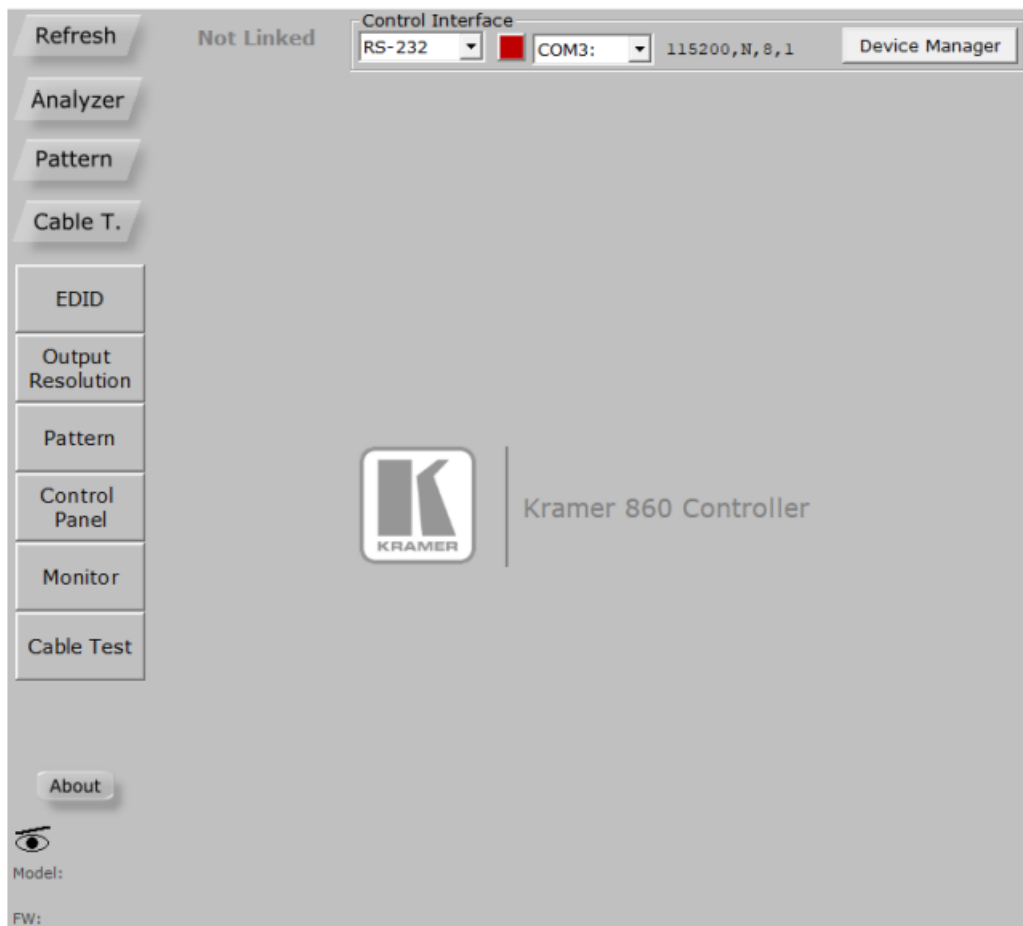 Refresh
Not Linked
Control Interface
RS-232
COM3:
115200,N,8,1
Device Manager
Analyzer
Pattern
Cable T.
EDID
Output
Resolution
Pattern
Control
Panel
Monitor
Cable Test
KRAMER
Kramer 860 Controller
About
Model:
FW: